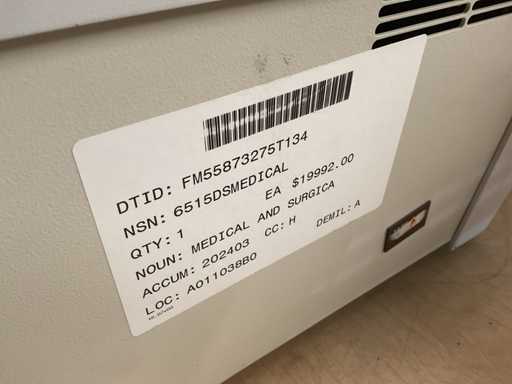 DTID: FM55873275T134
NSN: 6515DSMEDICAL
QTY: 1 EA $19992.00
NOUN: MEDICAL AND SURGICA
ACCUM: 202403 CC: H DEMIL: A
LOC: A011038B0